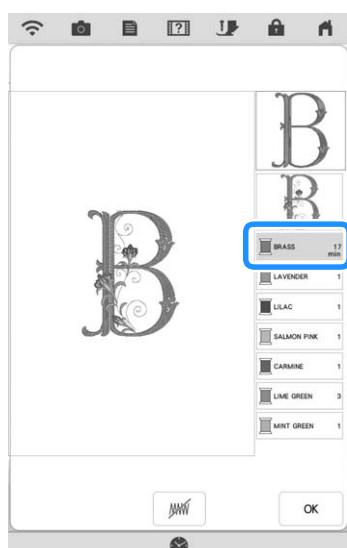 B
B
B
BRASS 17
min
LAVENDER 1
LILAC 1
SALMON PINK 1
CARMINE 1
LIME GREEN 3
MINT GREEN 1
OK